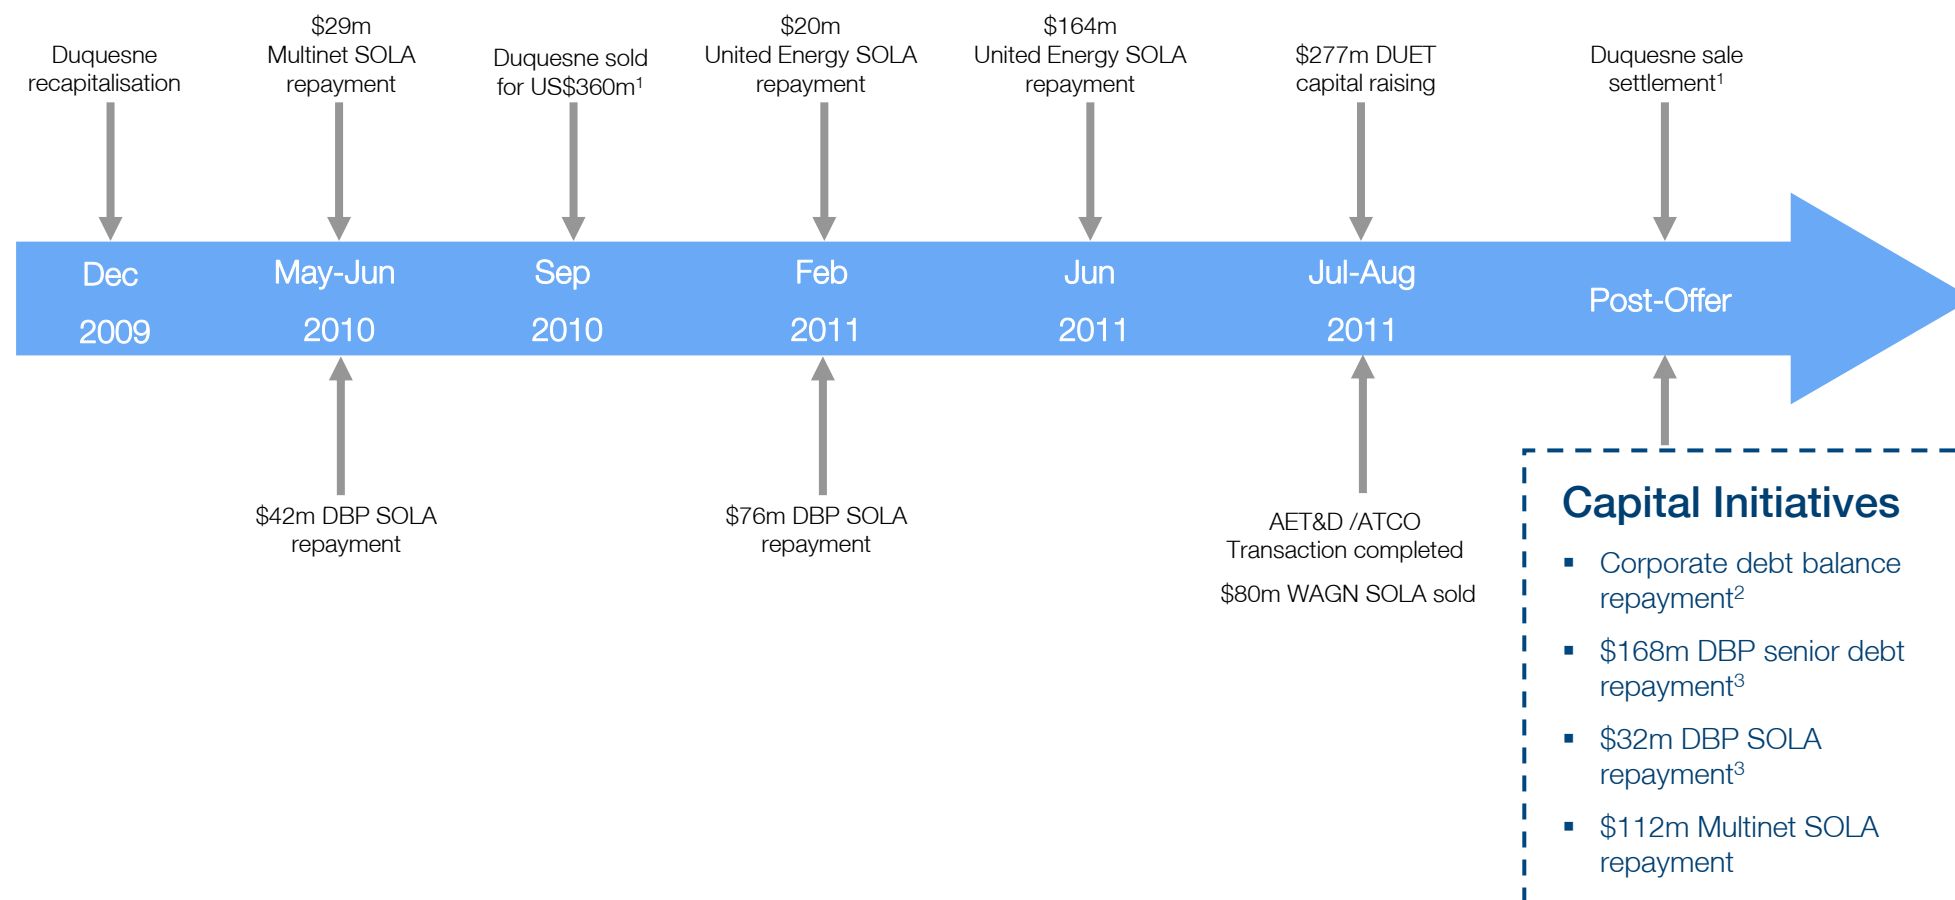 Duquesne
recapitalisation
$29m
Multinet SOLA
repayment
Duquesne sold
for US$360m¹
$20m
United Energy SOLA
repayment
$164m
United Energy SOLA
repayment
$277m DUET
capital raising
Duquesne sale
settlement¹
Dec
2009
May-Jun
2010
Sep
2010
Feb
2011
Jun
2011
Jul-Aug
2011
Post-Offer
$42m DBP SOLA
repayment
$76m DBP SOLA
repayment
AET&D /ATCO
Transaction completed
$80m WAGN SOLA sold
Capital Initiatives
▪ Corporate debt balance
repayment²
▪ $168m DBP senior debt
repayment³
▪ $32m DBP SOLA
repayment³
▪ $112m Multinet SOLA
repayment